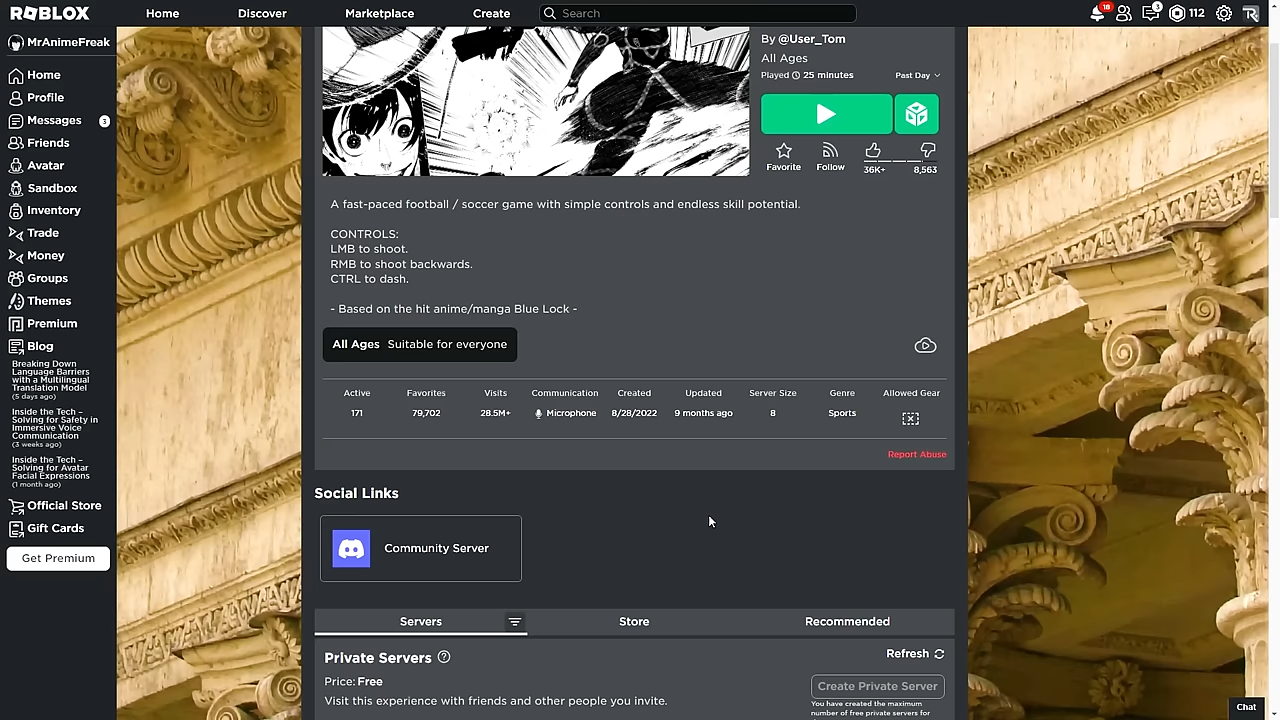 ROBLOX
Home
Discover
Marketplace
Create
Search
18
3
112
MrAnimeFreak
Home
Profile
Messages
3
Friends
Avatar
Sandbox
Inventory
Trade
Money
Groups
Themes
Premium
Blog
Breaking Down
Language Barriers
with a Multilingual
Translation Model
(5 days ago)
Inside the Tech –
Solving for Safety in
Immersive Voice
Communication
(3 weeks ago)
Inside the Tech –
Solving for Avatar
Facial Expressions
(1 month ago)
Official Store
Gift Cards
Get Premium
By @User_Tom
All Ages
Played 25 minutes
Past Day
Favorite
Follow
36K+
8,563
A fast-paced football / soccer game with simple controls and endless skill potential.
CONTROLS:
LMB to shoot.
RMB to shoot backwards.
CTRL to dash.
- Based on the hit anime/manga Blue Lock -
All Ages Suitable for everyone
Active Favorites Visits Communication Created Updated Server Size Genre Allowed Gear
171 79,702 28.5M+ Microphone 8/28/2022 9 months ago 8 Sports
Report Abuse
Social Links
Community Server
Servers
Store
Recommended
Private Servers
Refresh
Price: Free
Visit this experience with friends and other people you invite.
Create Private Server
You have created the maximum
number of free private servers for
Chat